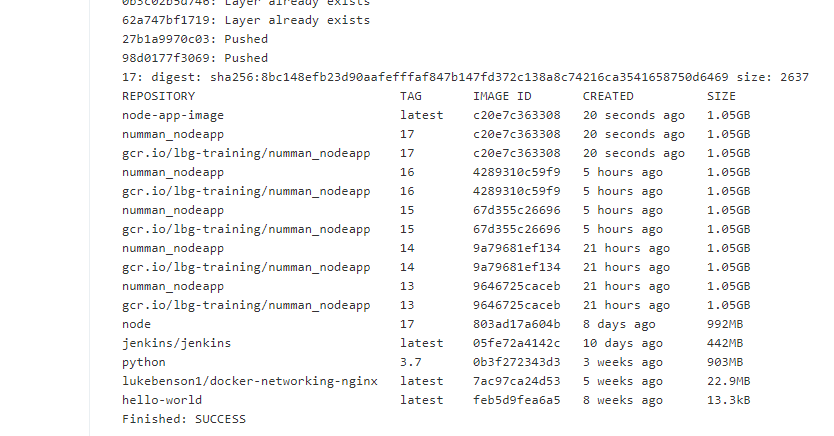 0b3c02b5d746: Layer already exists
62a747bf1719: Layer already exists
27b1a9970c03: Pushed
98d0177f3069: Pushed
17: digest: sha256:8bc148efb23d90aafefffaf847b147fd372c138a8c74216ca3541658750d6469 size: 2637
REPOSITORY TAG IMAGE ID CREATED SIZE
node-app-image latest c20e7c363308 20 seconds ago 1.05GB
numman_nodeapp 17 c20e7c363308 20 seconds ago 1.05GB
gcr.io/lbg-training/numman_nodeapp 17 c20e7c363308 20 seconds ago 1.05GB
numman_nodeapp 16 4289310c59f9 5 hours ago 1.05GB
gcr.io/lbg-training/numman_nodeapp 16 4289310c59f9 5 hours ago 1.05GB
numman_nodeapp 15 67d355c26696 5 hours ago 1.05GB
gcr.io/lbg-training/numman_nodeapp 15 67d355c26696 5 hours ago 1.05GB
numman_nodeapp 14 9a79681ef134 21 hours ago 1.05GB
gcr.io/lbg-training/numman_nodeapp 14 9a79681ef134 21 hours ago 1.05GB
numman_nodeapp 13 9646725caceb 21 hours ago 1.05GB
gcr.io/lbg-training/numman_nodeapp 13 9646725caceb 21 hours ago 1.05GB
node 17 803ad17a604b 8 days ago 992MB
jenkins/jenkins latest 05fe72a4142c 10 days ago 442MB
python 3.7 0b3f272343d3 3 weeks ago 903MB
lukebenson1/docker-networking-nginx latest 7ac97ca24d53 5 weeks ago 22.9MB
hello-world latest feb5d9fea6a5 8 weeks ago 13.3kB
Finished: SUCCESS